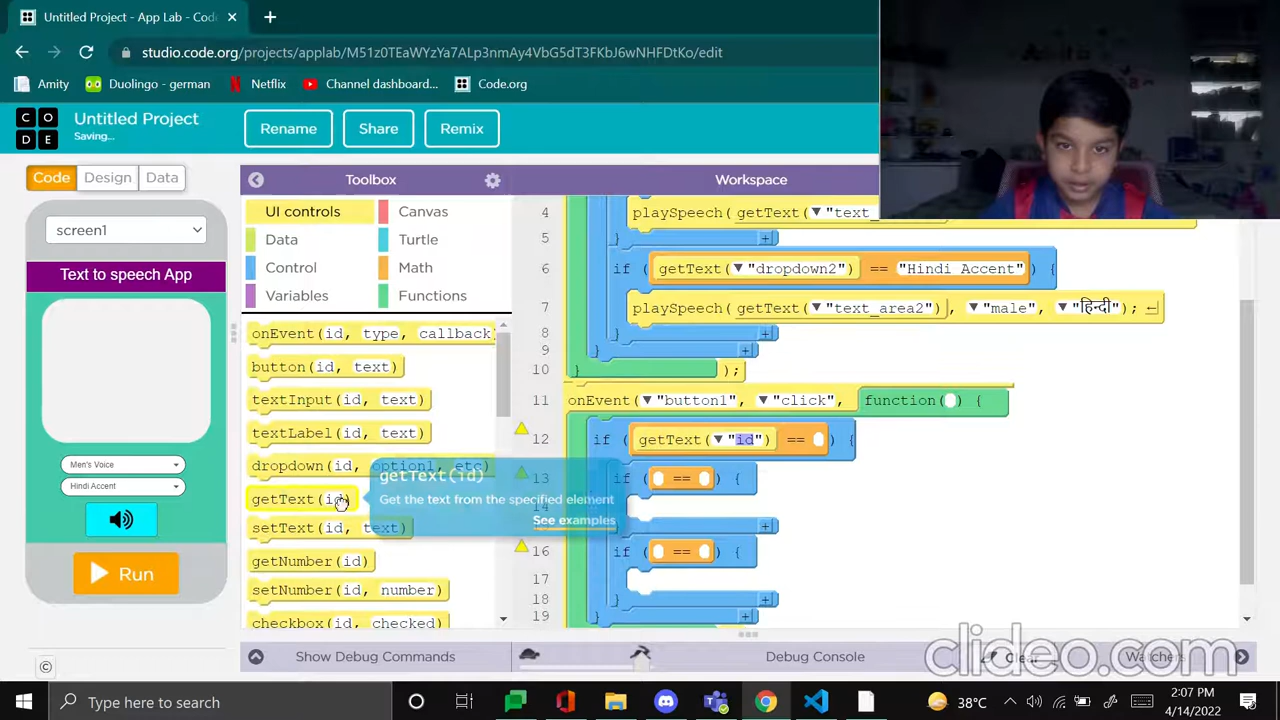 Untitled Project - App Lab - Cod
studio.code.org/projects/applab/M51z0TEaWYzYa7ALp3nmAy4VbG5dT3FKbJ6wNHFDtKo/edit
Amity
Duolingo - german
Netflix
Channel dashboard...
Code.org
CO
DE
Untitled Project
Saving...
Rename
Share
Remix
Code
Design
Data
Toolbox
Workspace
screen1
Text to speech App
Men's Voice
Hindi Accent
Run
UI controls
Canvas
Data
Turtle
Control
Math
Variables
Functions
onEvent(id, type, callback
button(id, text)
textInput(id, text)
textLabel(id, text)
dropdown(id, option1, etc)
getText(id)
setText(id, text)
getNumber(id)
setNumber(id, number)
checkbox(id, checked)
getText(id)
Get the text from the specified element
See examples
4 playSpeech( getText( "text_
5 }
6 if ( getText( "dropdown2") == "Hindi Accent" ) {
7 playSpeech( getText( "text_area2") , "male", "हिन्दी");
8 }
9 }
10 } );
11 onEvent( "button1", "click", function( ) {
12 if ( getText( "id") == ) {
13 if ( == ) {
14
}
16 if ( == ) {
17
18 }
19 }
Show Debug Commands
Debug Console
Clear
Watchers
clideo.com
Type here to search
38°C
2:07 PM
4/14/2022